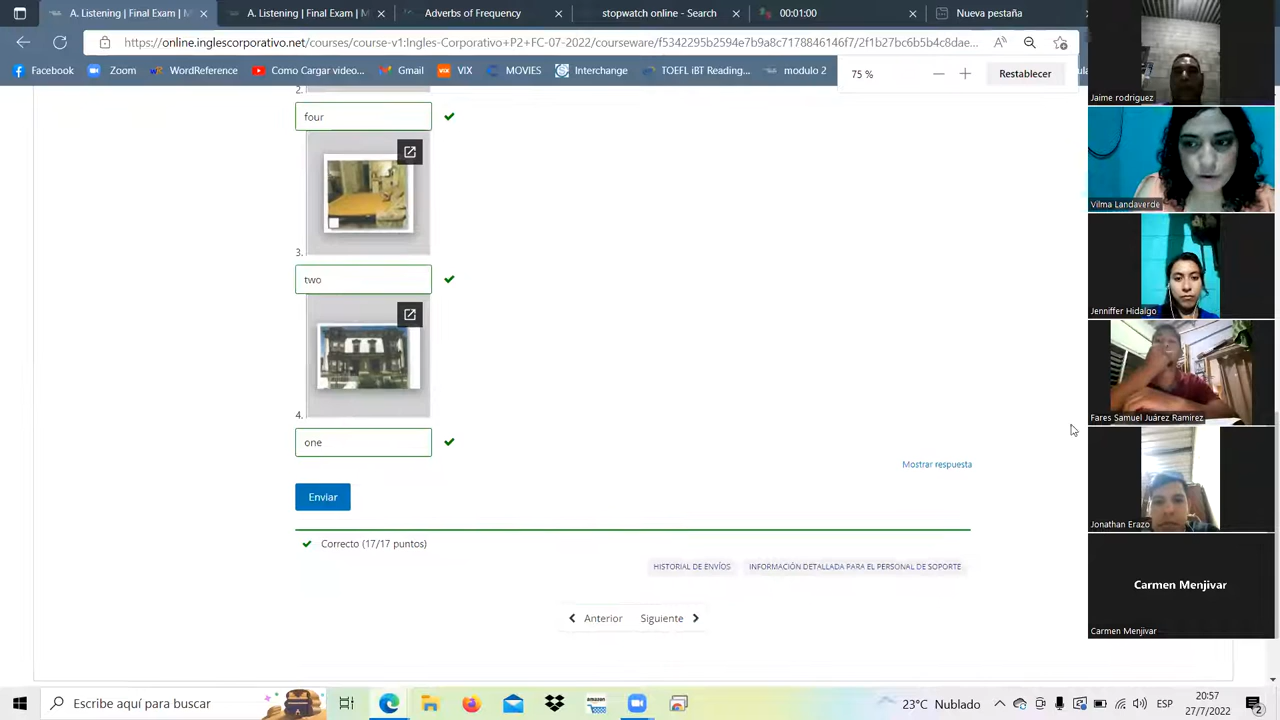 A. Listening | Final Exam | M
A. Listening | Final Exam | M
Adverbs of Frequency
stopwatch online - Search
00:01:00
Nueva pestaña
https://online.inglescorporativo.net/courses/course-v1:Ingles-Corporativo+P2+FC-07-2022/courseware/f5342295b2594e7b9a8c7178846146f7/2f1b27bc6b5b4c8dae...
Facebook
Zoom
WordReference
Como Cargar video...
Gmail
VIX
MOVIES
Interchange
TOEFL iBT Reading...
modulo 2
75 %
Restablecer
2.
four
3.
two
4.
one
Mostrar respuesta
Enviar
Correcto (17/17 puntos)
HISTORIAL DE ENVÍOS
INFORMACIÓN DETALLADA PARA EL PERSONAL DE SOPORTE
Anterior
Siguiente
Jaime rodriguez
Vilma Landaverde
Jenniffer Hidalgo
Fares Samuel Juárez Ramirez
Jonathan Erazo
Carmen Menjivar
Carmen Menjivar
Escribe aquí para buscar
amazon
23°C Nublado
ESP
20:57
27/7/2022
2